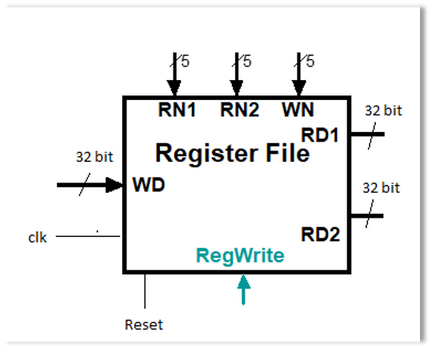 5 5 5
RN1 RN2 WN
RD1
32 bit
Register File
32 bit
WD
32 bit
clk
RD2
RegWrite
Reset